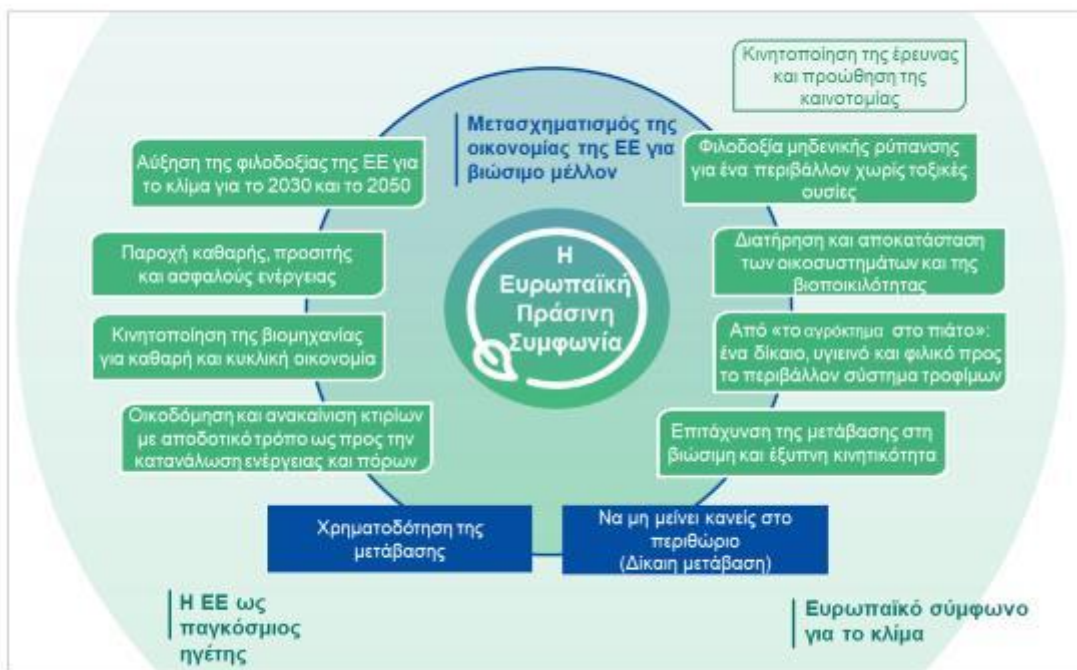 Κινητοποίηση της έρευνας
και προώθηση της
καινοτομίας
Μετασχηματισμός της
οικονομίας της ΕΕ για
βιώσιμο μέλλον
Αύξηση της φιλοδοξίας της ΕΕ για
το κλίμα για το 2030 και το 2050
Φιλοδοξία μηδενικής ρύπανσης
για ένα περιβάλλον χωρίς τοξικές
ουσίες
Παροχή καθαρής, προσιτής
και ασφαλούς ενέργειας
Διατήρηση και αποκατάσταση
των οικοσυστημάτων και της
βιοποικιλότητας
Η
Ευρωπαϊκή
Πράσινη
Συμφωνία
Κινητοποίηση της βιομηχανίας
για καθαρή και κυκλική οικονομία
Από «το αγρόκτημα στο πιάτο»:
ένα δίκαιο, υγιεινό και φιλικό προς
το περιβάλλον σύστημα τροφίμων
Οικοδόμηση και ανακαίνιση κτιρίων
με αποδοτικό τρόπο ως προς την
κατανάλωση ενέργειας και πόρων
Επιτάχυνση της μετάβασης στη
βιώσιμη και έξυπνη κινητικότητα
Χρηματοδότηση της
μετάβασης
Να μη μείνει κανείς στο
περιθώριο
(Δίκαιη μετάβαση)
Η ΕΕ ως
παγκόσμιος
ηγέτης
Ευρωπαϊκό σύμφωνο
για το κλίμα